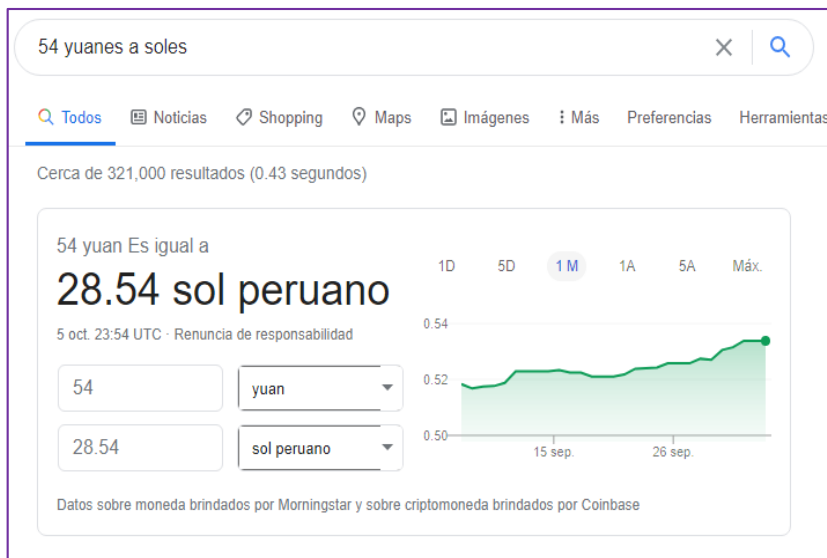 54 yuanes a soles
Todos Noticias Shopping Maps Imágenes Más Preferencias Herramientas
Cerca de 321,000 resultados (0.43 segundos)
54 yuan Es igual a
28.54 sol peruano
5 oct. 23:54 UTC · Renuncia de responsabilidad
54 yuan
28.54 sol peruano
1D 5D 1 M 1A 5A Máx.
0.54
0.52
0.50
15 sep. 26 sep.
Datos sobre moneda brindados por Morningstar y sobre criptomoneda brindados por Coinbase